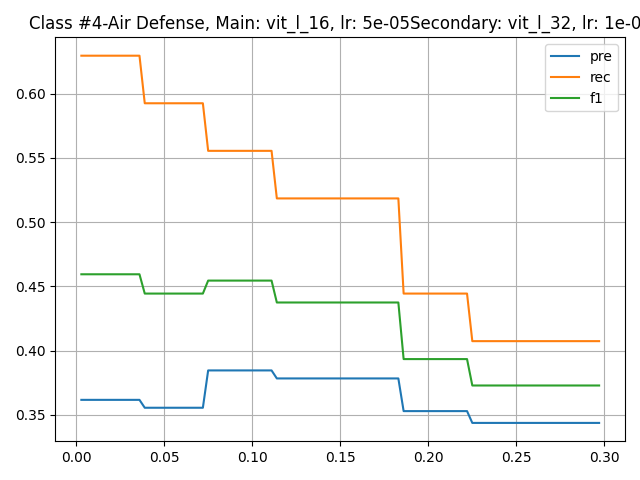 Class #4-Air Defense, Main: vit_l_16, lr: 5e-05Secondary: vit_l_32, lr: 1e-0
pre
rec
f1
0.60
0.55
0.50
0.45
0.40
0.35
0.00 0.05 0.10 0.15 0.20 0.25 0.30